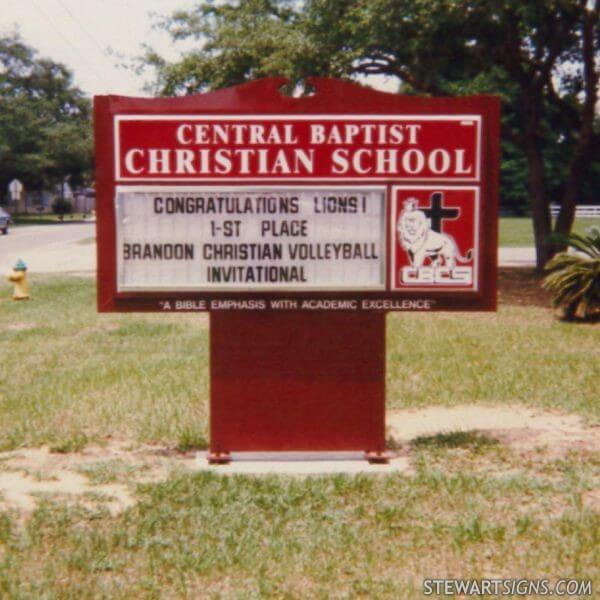 CENTRAL BAPTIST
CHRISTIAN SCHOOL
CONGRATULATIONS LIONS!
1-ST PLACE
BRANDON CHRISTIAN VOLLEYBALL
INVITATIONAL
CBCS
"A BIBLE EMPHASIS WITH ACADEMIC EXCELLENCE"
STEWARTSIGNS.COM